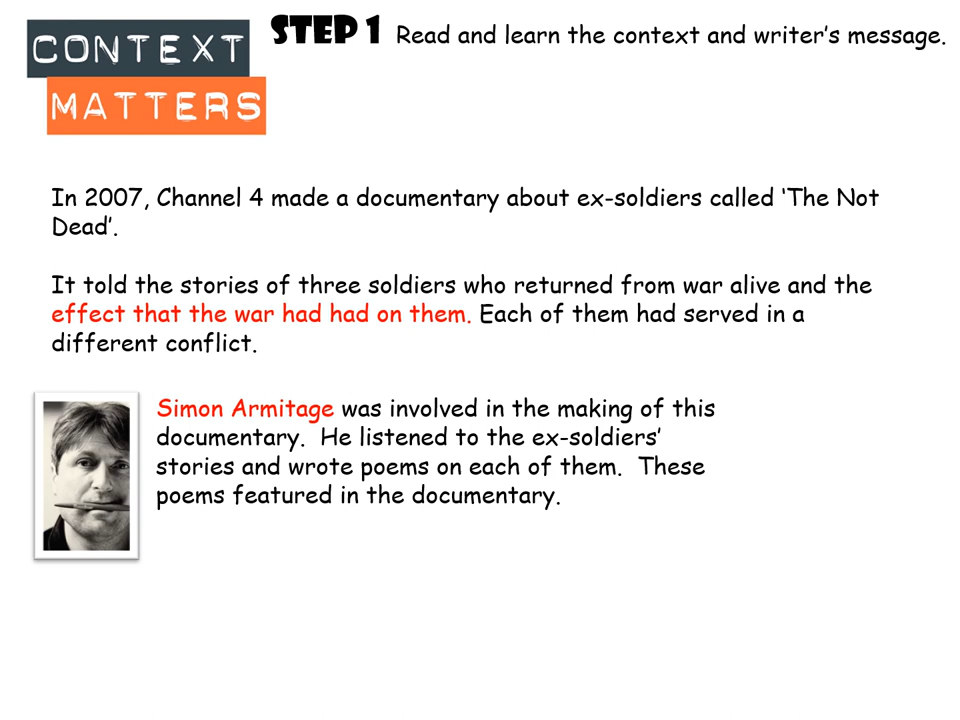 CONTEXT
MATTERS
STEP 1 Read and learn the context and writer's message.
In 2007, Channel 4 made a documentary about ex-soldiers called 'The Not
Dead'.
It told the stories of three soldiers who returned from war alive and the
effect that the war had had on them. Each of them had served in a
different conflict.
Simon Armitage was involved in the making of this
documentary.  He listened to the ex-soldiers'
stories and wrote poems on each of them.  These
poems featured in the documentary.